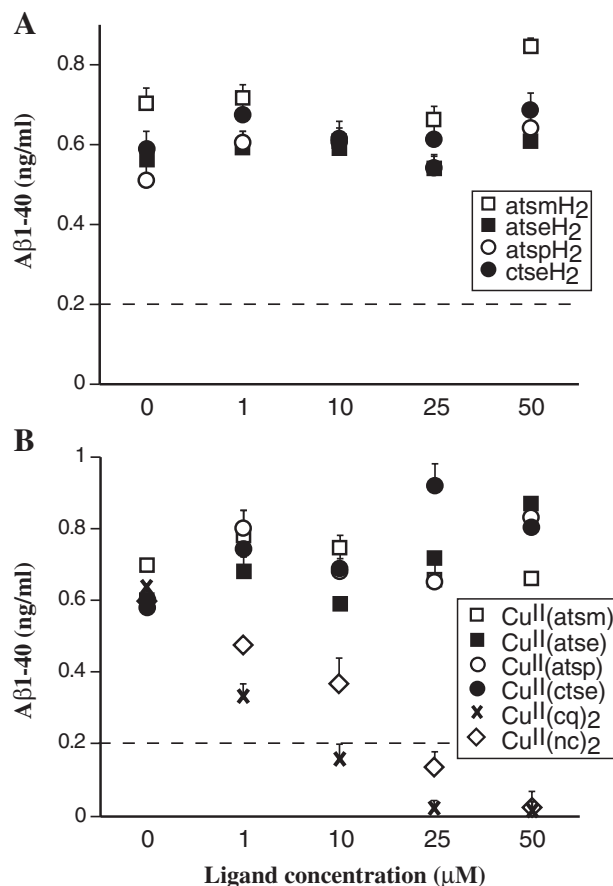 A
Aβ1-40 (ng/ml)
0.8
0.6
0.4
0.2
0
atsmH2
atseH2
atspH2
ctseH2
0 1 10 25 50
B
Aβ1-40 (ng/ml)
1
0.8
0.6
0.4
0.2
0
CuII(atsm)
CuII(atse)
CuII(atsp)
CuII(ctse)
CuII(cq)2
CuII(nc)2
0 1 10 25 50
Ligand concentration (μM)